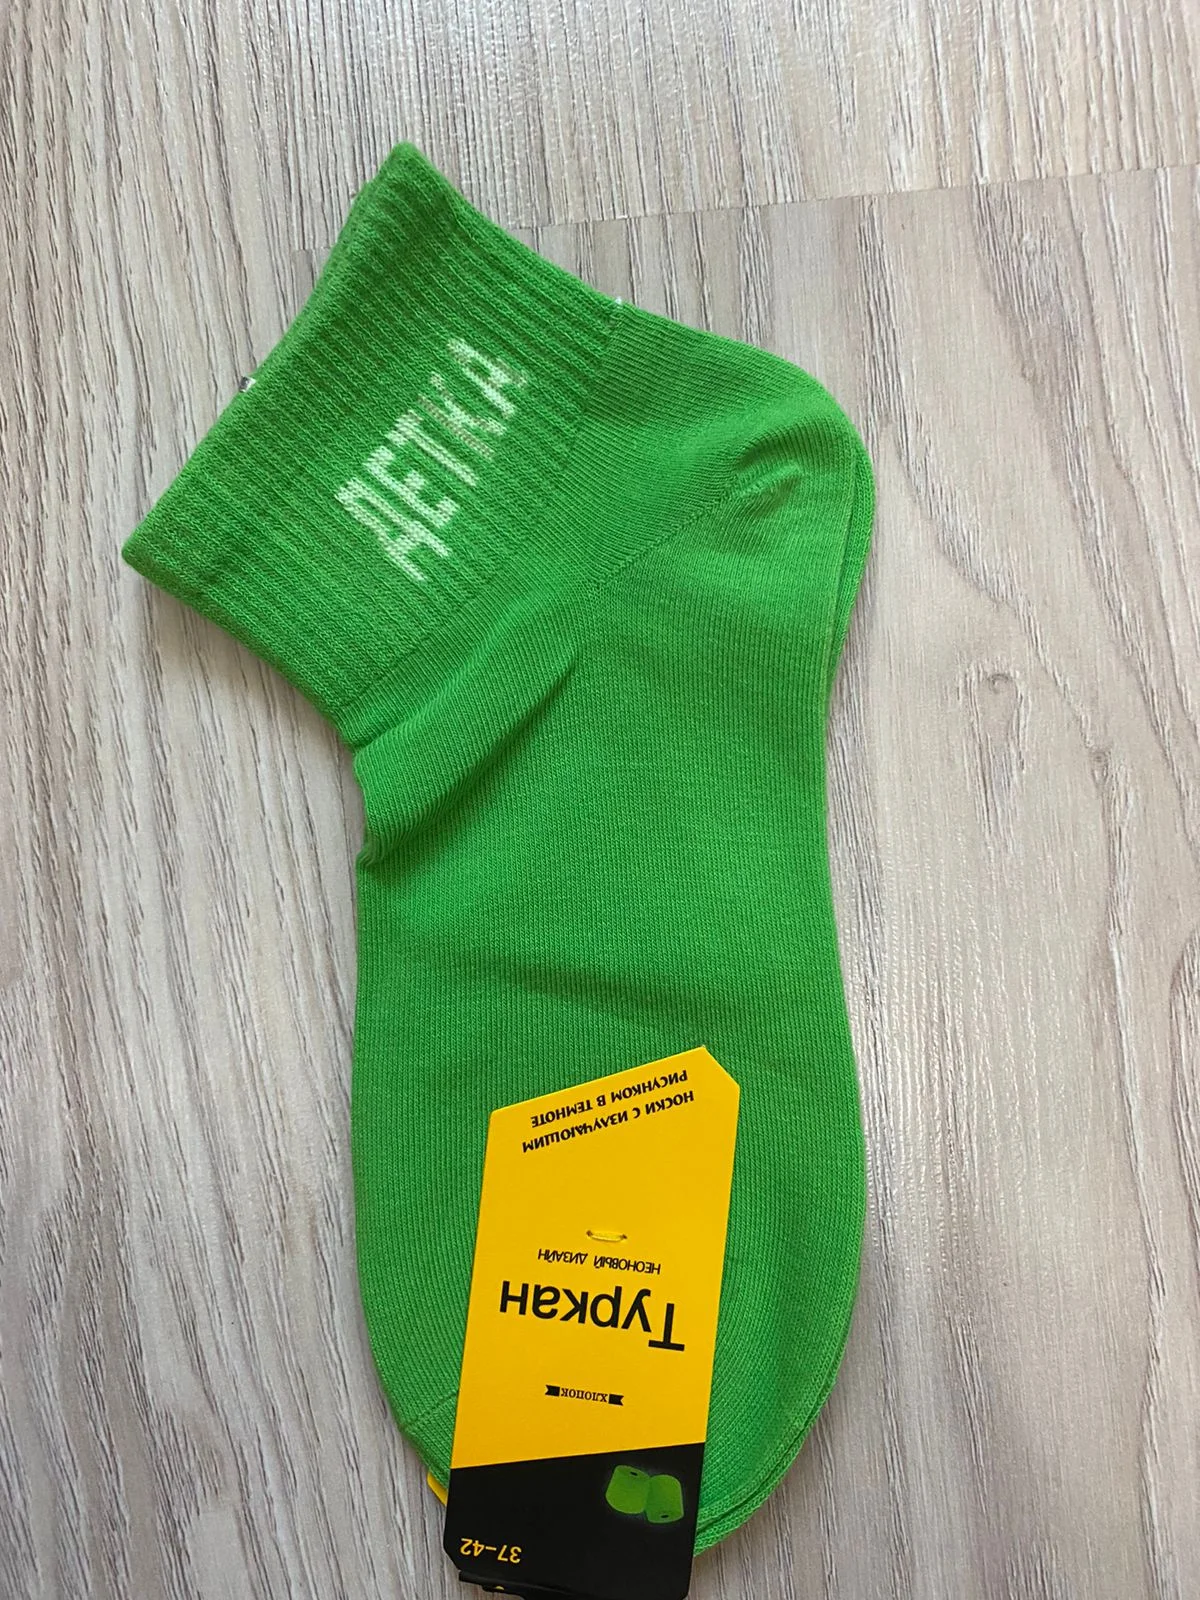 ДЕТКА
37-42
ХЛОПОК
Туркан
НЕОНОВЫЙ ДИЗАЙН
НОСКИ С ИЗЛУЧАЮЩИМ
РИСУНКОМ В ТЕМНОТЕ